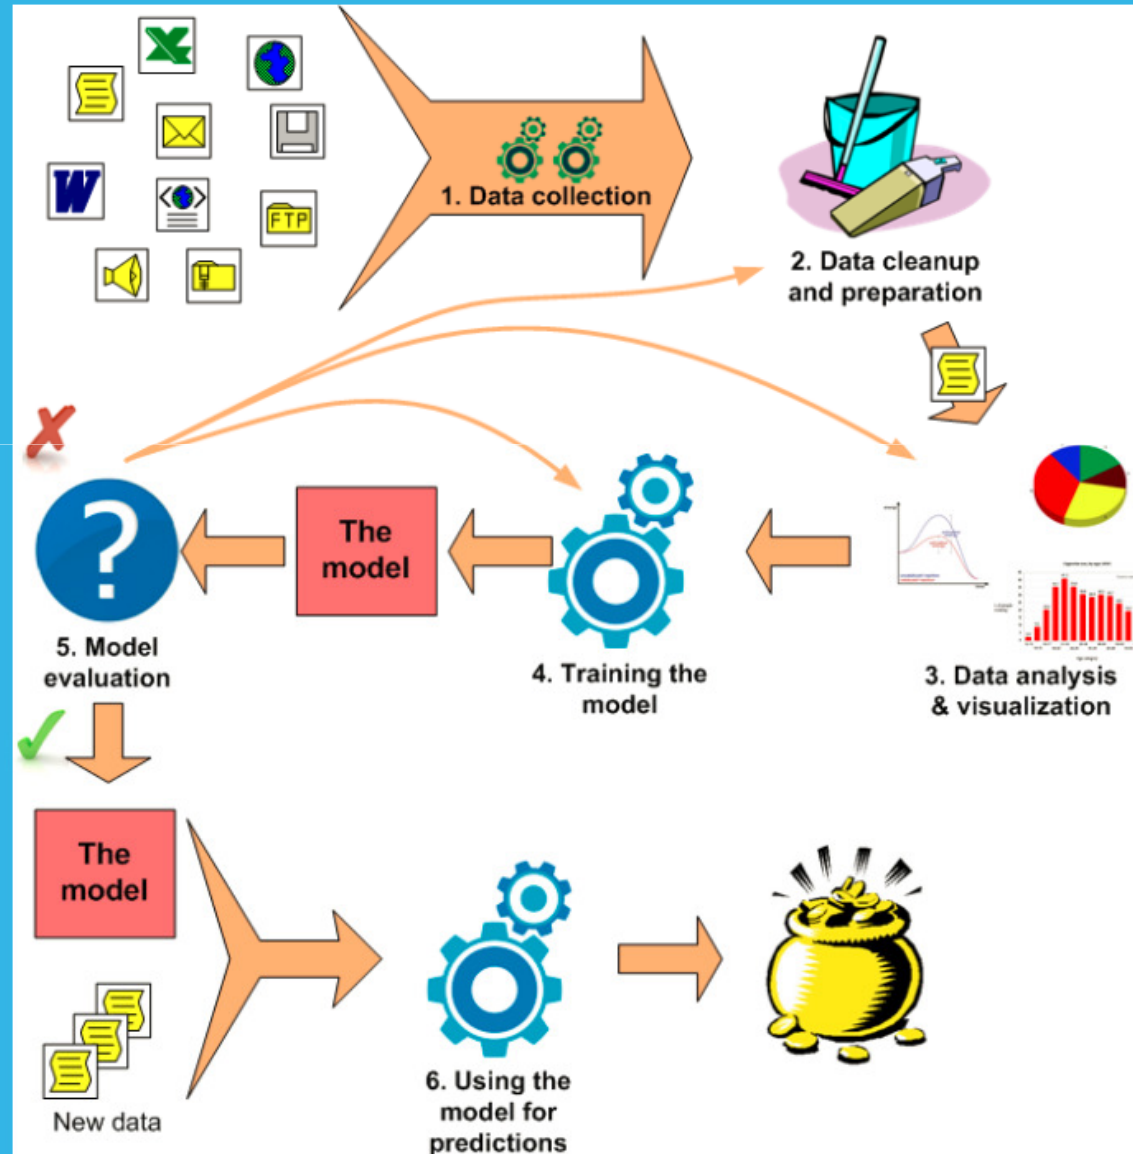 W
FTP
1. Data collection
2. Data cleanup
and preparation
The
model
5. Model
evaluation
4. Training the
model
3. Data analysis
& visualization
The
model
New data
6. Using the
model for
predictions